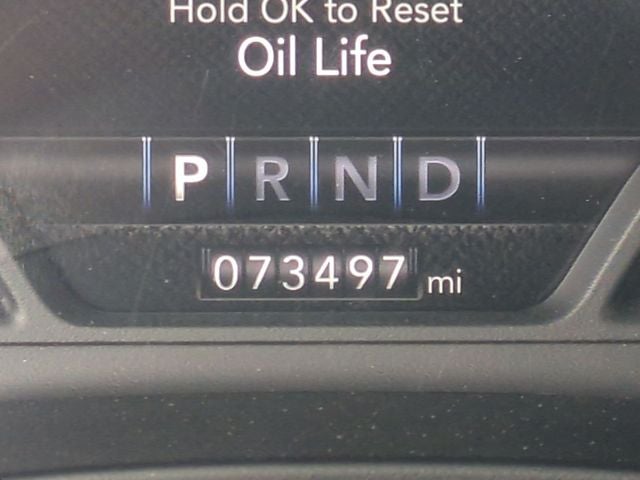 Hold OK to Reset
Oil Life
P R N D
073497 mi